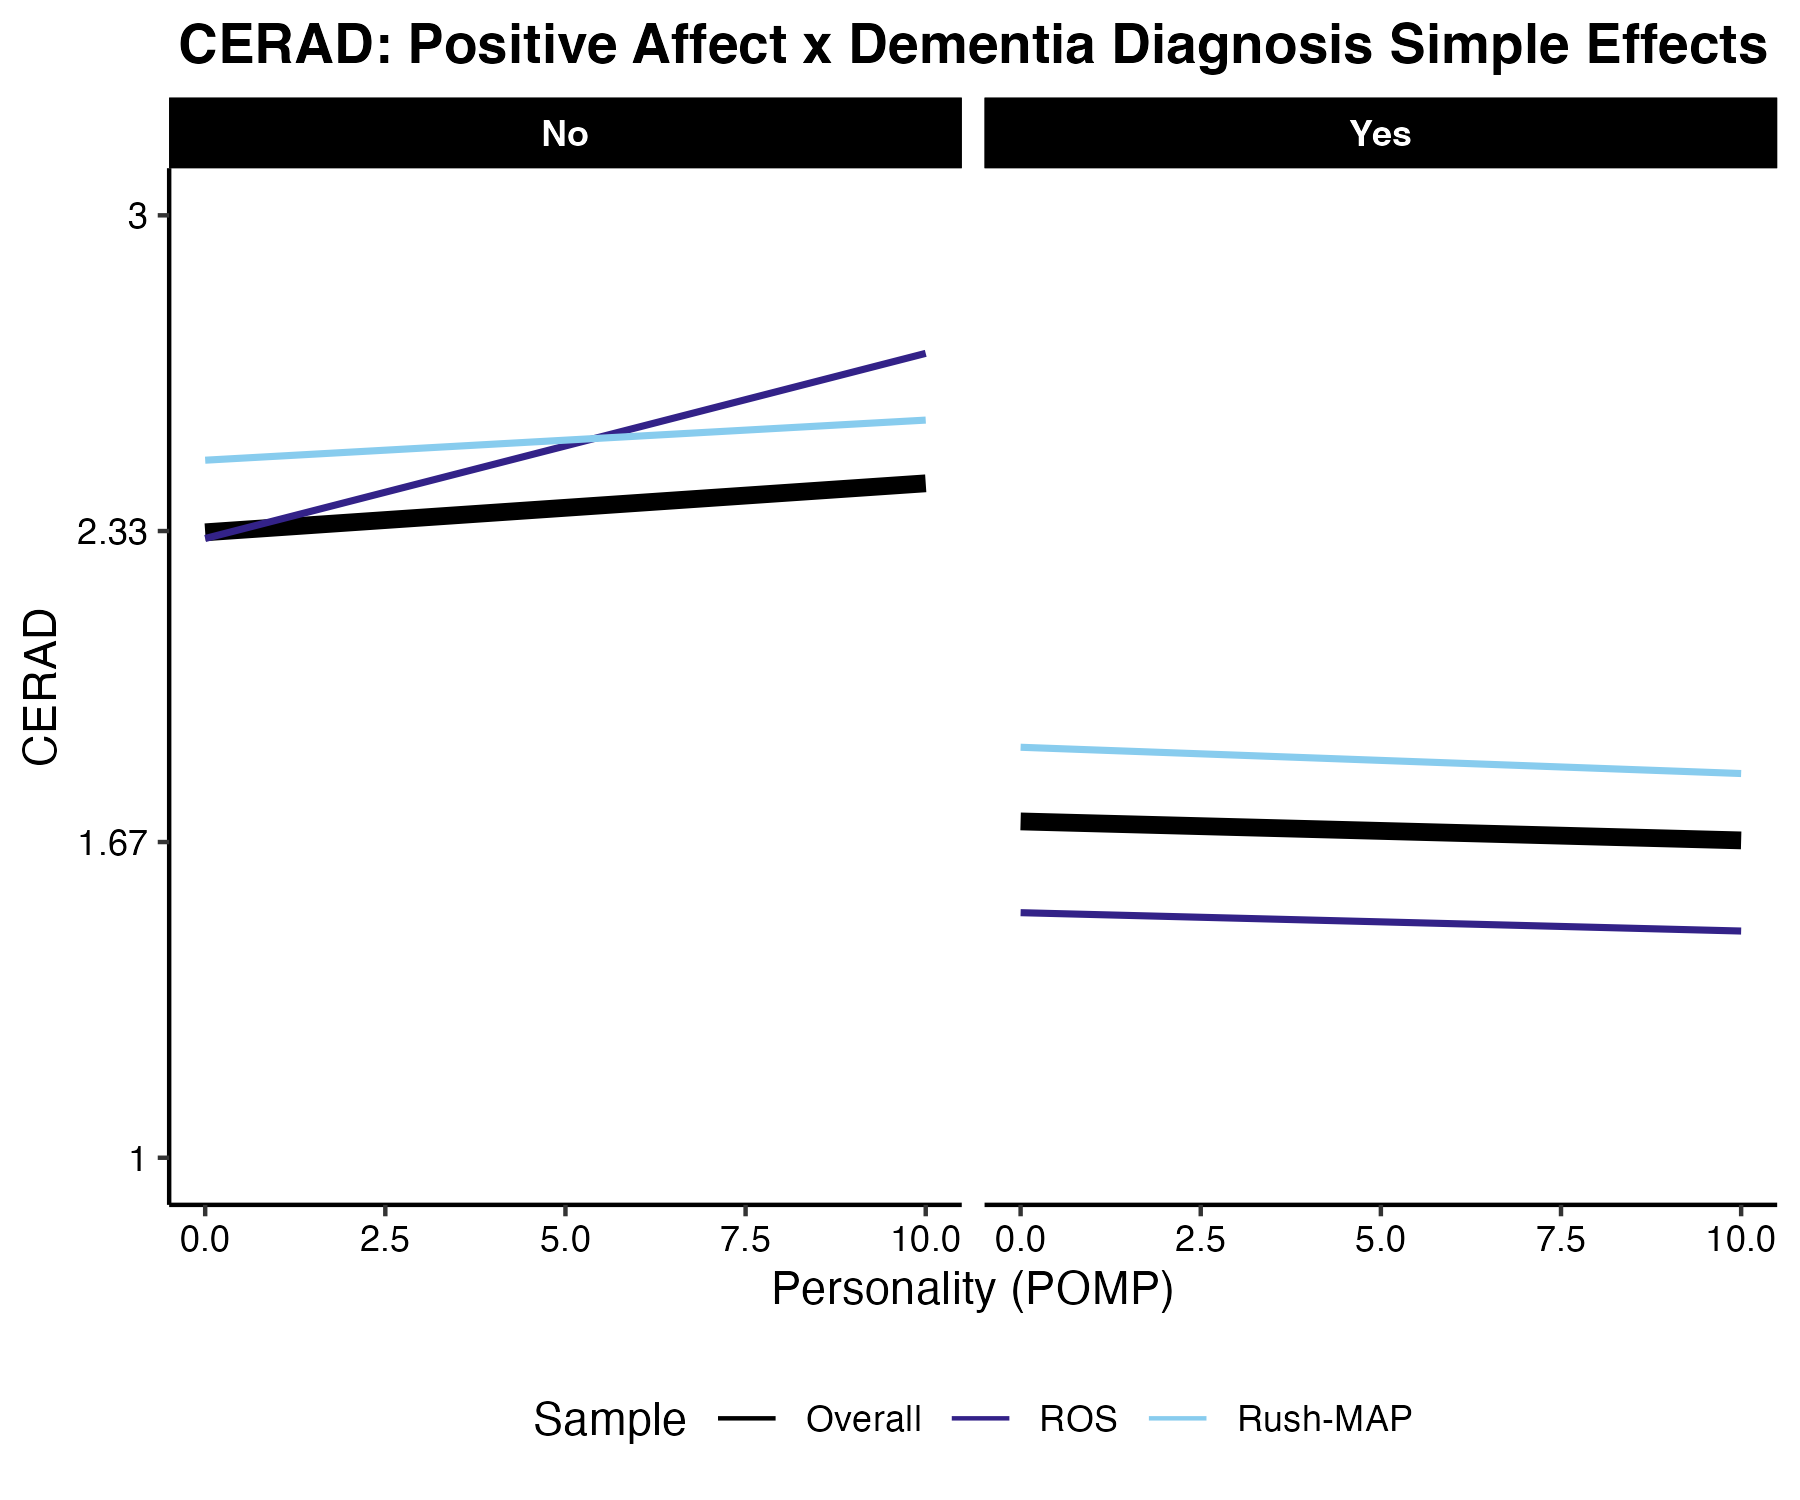 CERAD: Positive Affect x Dementia Diagnosis Simple Effects
No
Yes
CERAD
3
2.33
1.67
1
0.0 2.5 5.0 7.5 10.0
0.0 2.5 5.0 7.5 10.0
Personality (POMP)
Sample Overall ROS Rush-MAP